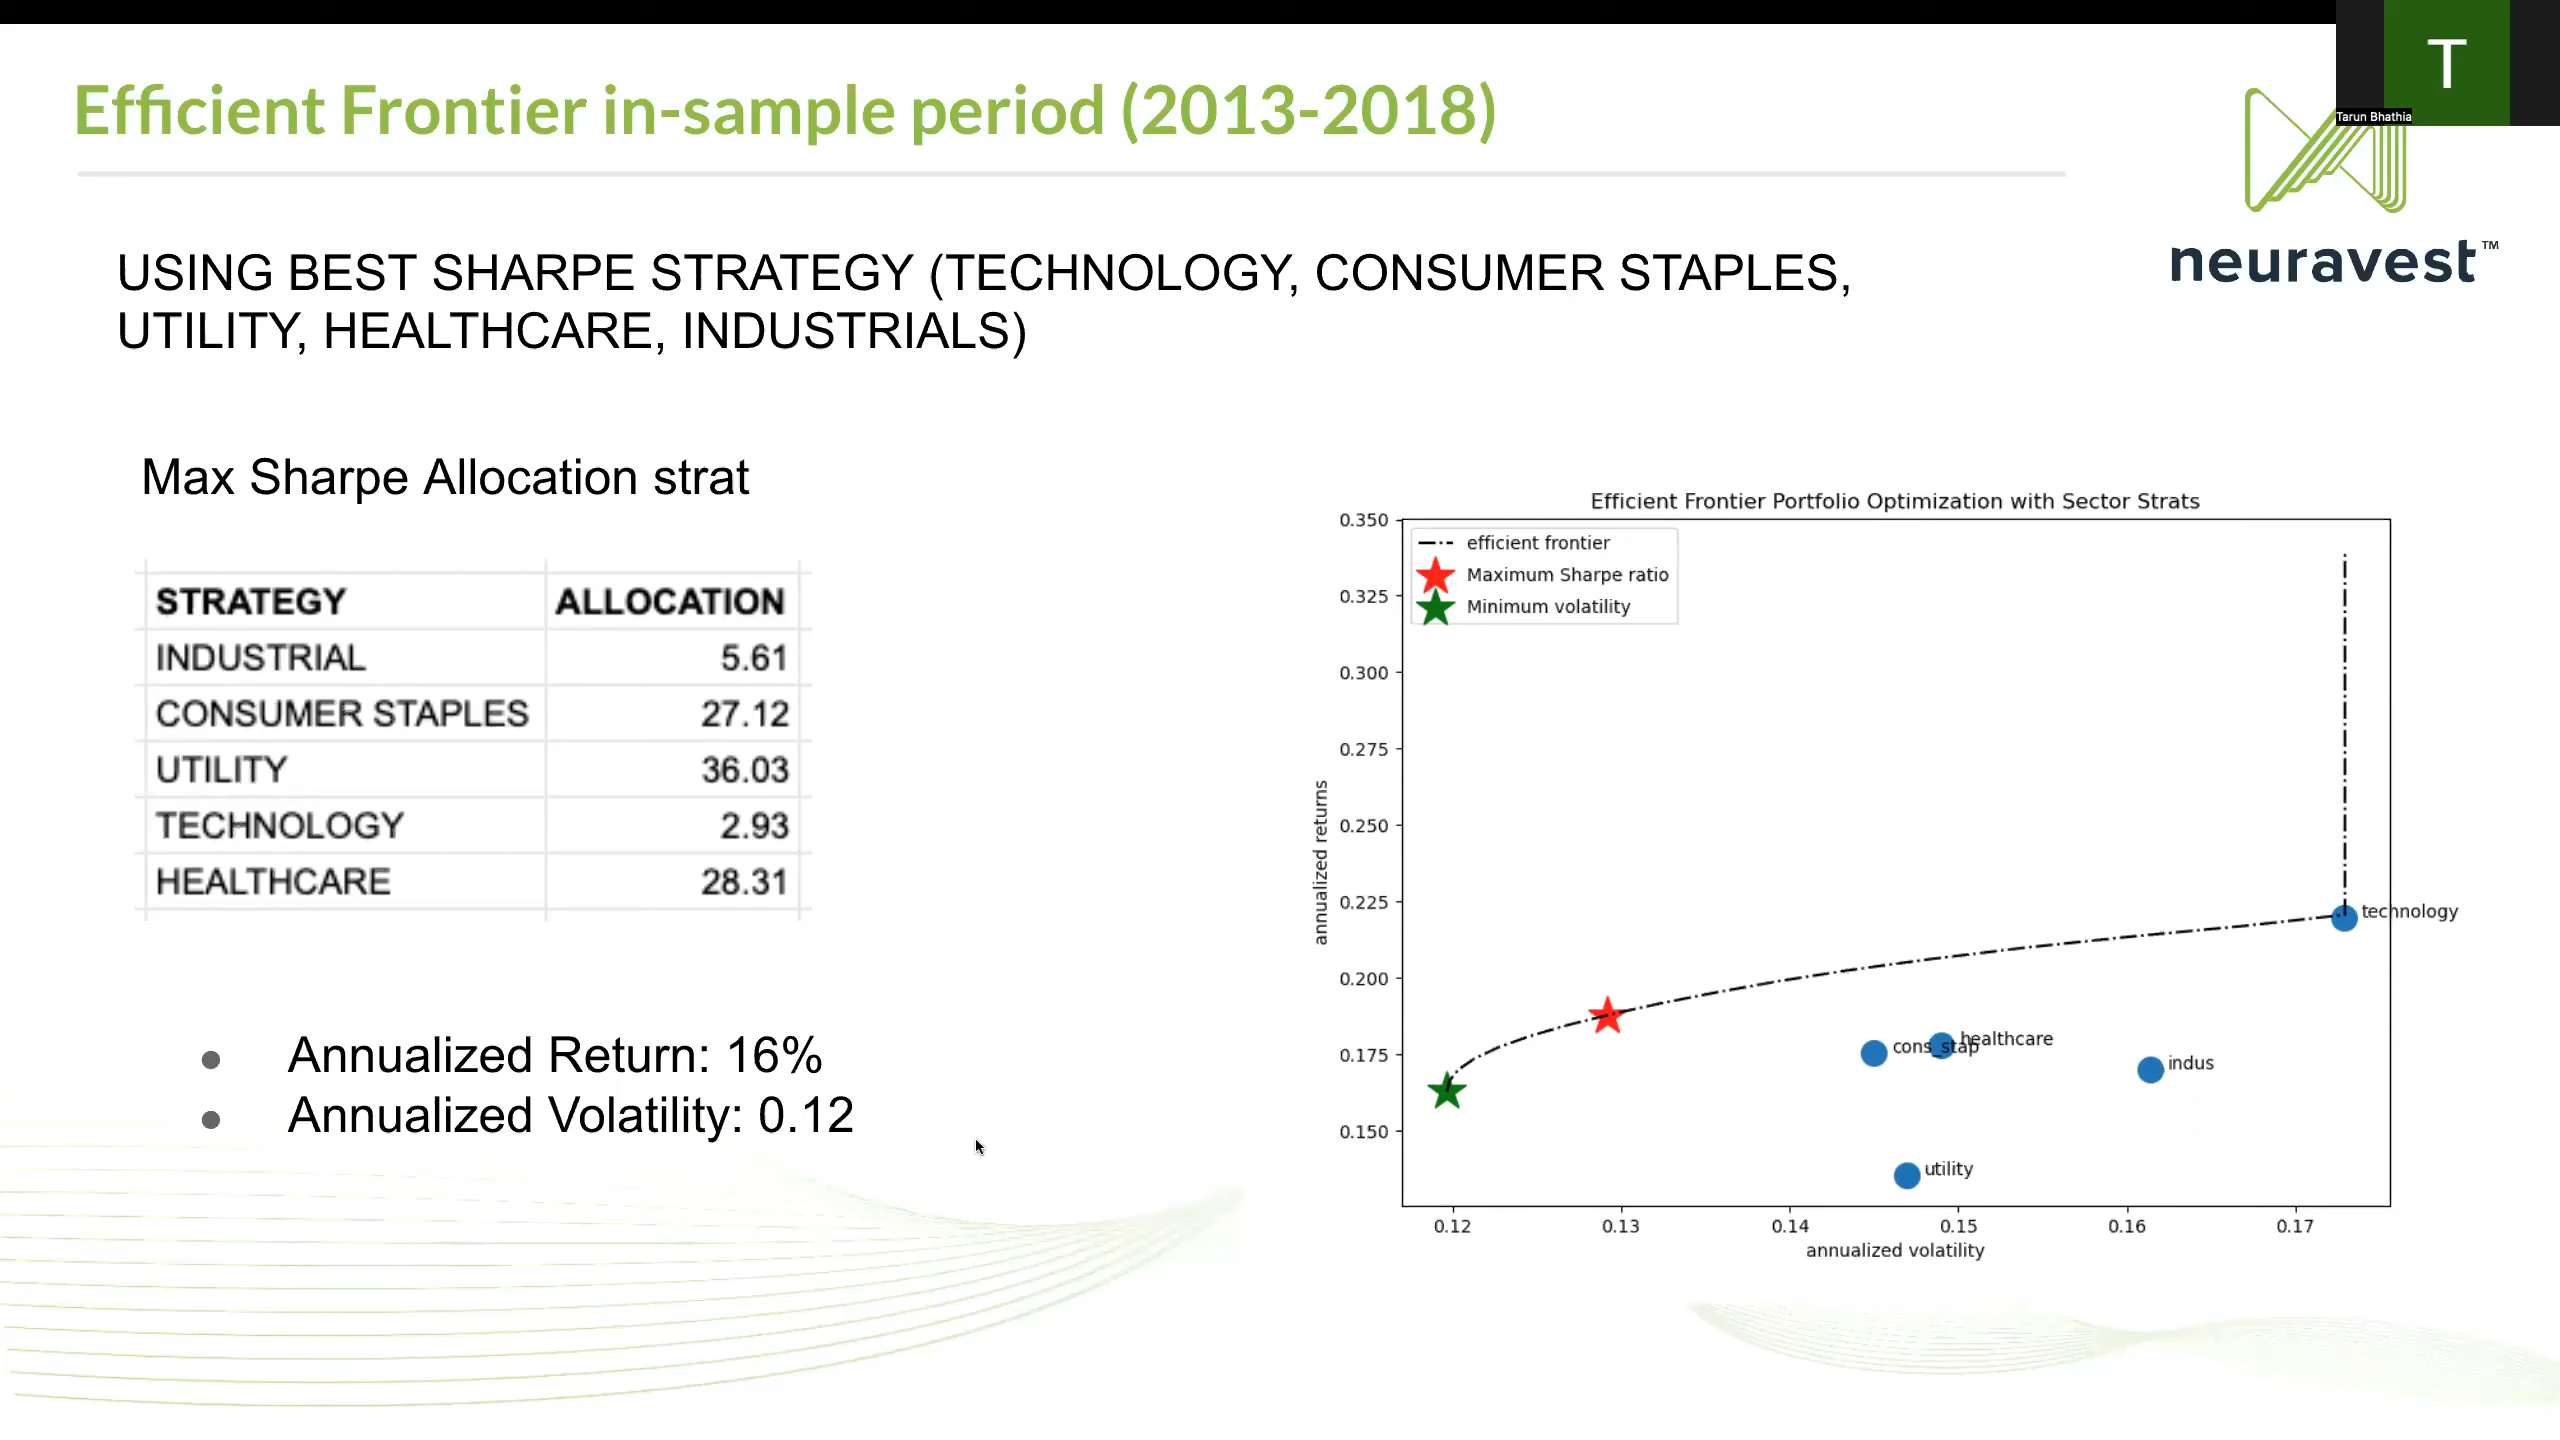 T
Tarun Bhathia
Efficient Frontier in-sample period (2013-2018)
neuravest™
USING BEST SHARPE STRATEGY (TECHNOLOGY, CONSUMER STAPLES,
UTILITY, HEALTHCARE, INDUSTRIALS)
Max Sharpe Allocation strat
STRATEGY ALLOCATION
INDUSTRIAL 5.61
CONSUMER STAPLES 27.12
UTILITY 36.03
TECHNOLOGY 2.93
HEALTHCARE 28.31
Annualized Return: 16%
Annualized Volatility: 0.12
Efficient Frontier Portfolio Optimization with Sector Strats
efficient frontier
Maximum Sharpe ratio
Minimum volatility
annualized returns
0.350
0.325
0.300
0.275
0.250
0.225
0.200
0.175
0.150
technology
healthcare
cons_stap
indus
utility
0.12 0.13 0.14 0.15 0.16 0.17
annualized volatility